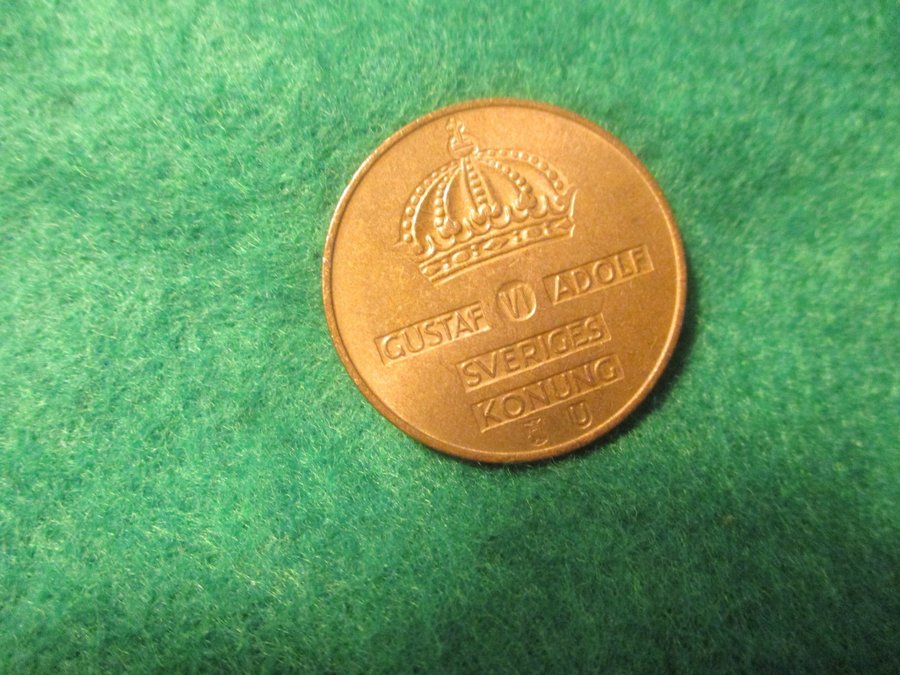 GUSTAF VI ADOLF
SVERIGES
KONUNG
U